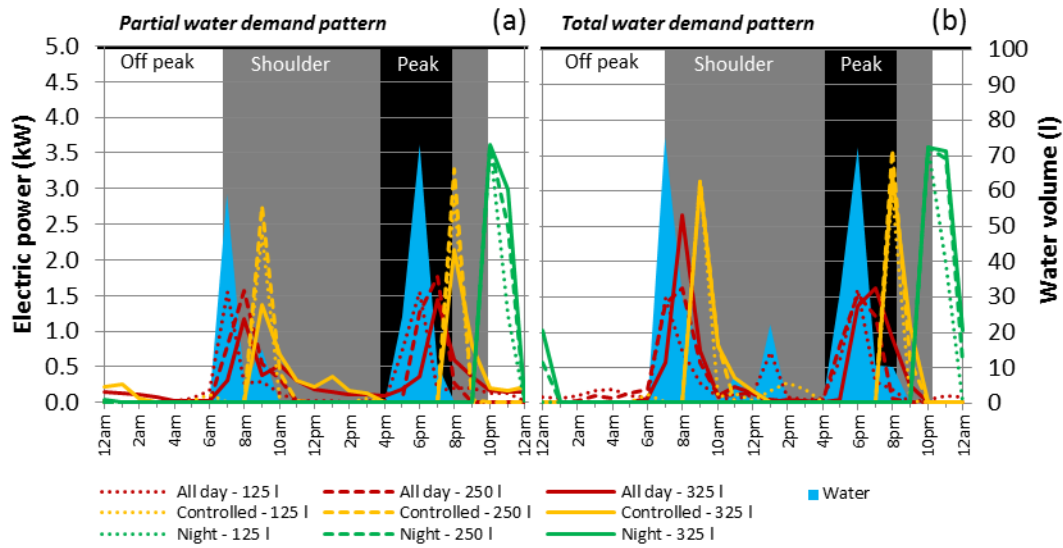 Partial water demand pattern (a)
Total water demand pattern (b)
Off peak Shoulder Peak
Off peak Shoulder Peak
Electric power (kW)
5.0
4.5
4.0
3.5
3.0
2.5
2.0
1.5
1.0
0.5
0.0
12am 2am 4am 6am 8am 10am 12pm 2pm 4pm 6pm 8pm 10pm 12am
12am 2am 4am 6am 8am 10am 12pm 2pm 4pm 6pm 8pm 10pm 12am
100
90
80
70
60
50
40
30
20
10
0
Water volume (l)
All day - 125 l All day - 250 l All day - 325 l Water
Controlled - 125 l Controlled - 250 l Controlled - 325 l
Night - 125 l Night - 250 l Night - 325 l